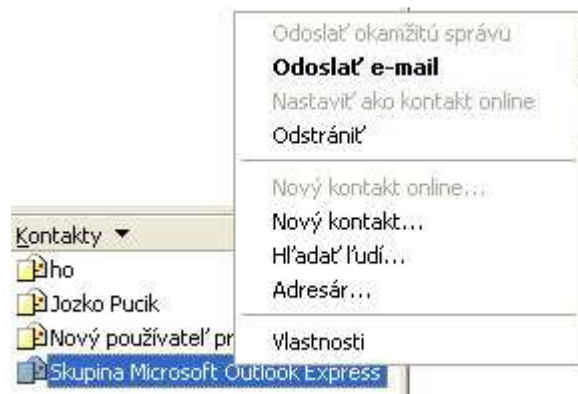 Odoslať okamžitú správu
Odoslať e-mail
Nastaviť ako kontakt online
Odstrániť
Nový kontakt online...
Nový kontakt...
Hľadať ľudí...
Adresár...
Vlastnosti
Kontakty
ho
Jozko Pucik
Nový používateľ pr
Skupina Microsoft Outlook Express